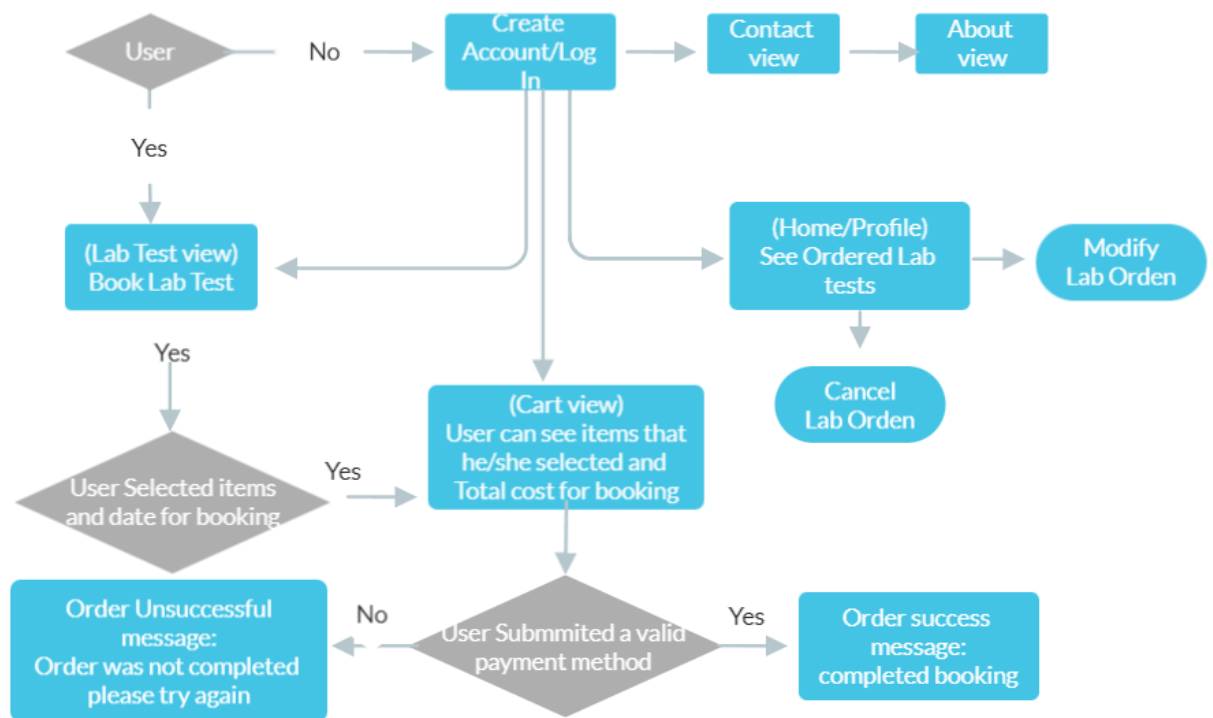 User
No
Create
Account/Log
In
Contact
view
About
view
Yes
(Lab Test view)
Book Lab Test
(Home/Profile)
See Ordered Lab
tests
Modify
Lab Orden
Yes
Cancel
Lab Orden
(Cart view)
User can see items that
he/she selected and
Total cost for booking
User Selected items
and date for booking
Yes
Order Unsuccessful
message:
Order was not completed
please try again
No
User Submmited a valid
payment method
Yes
Order success
message:
completed booking